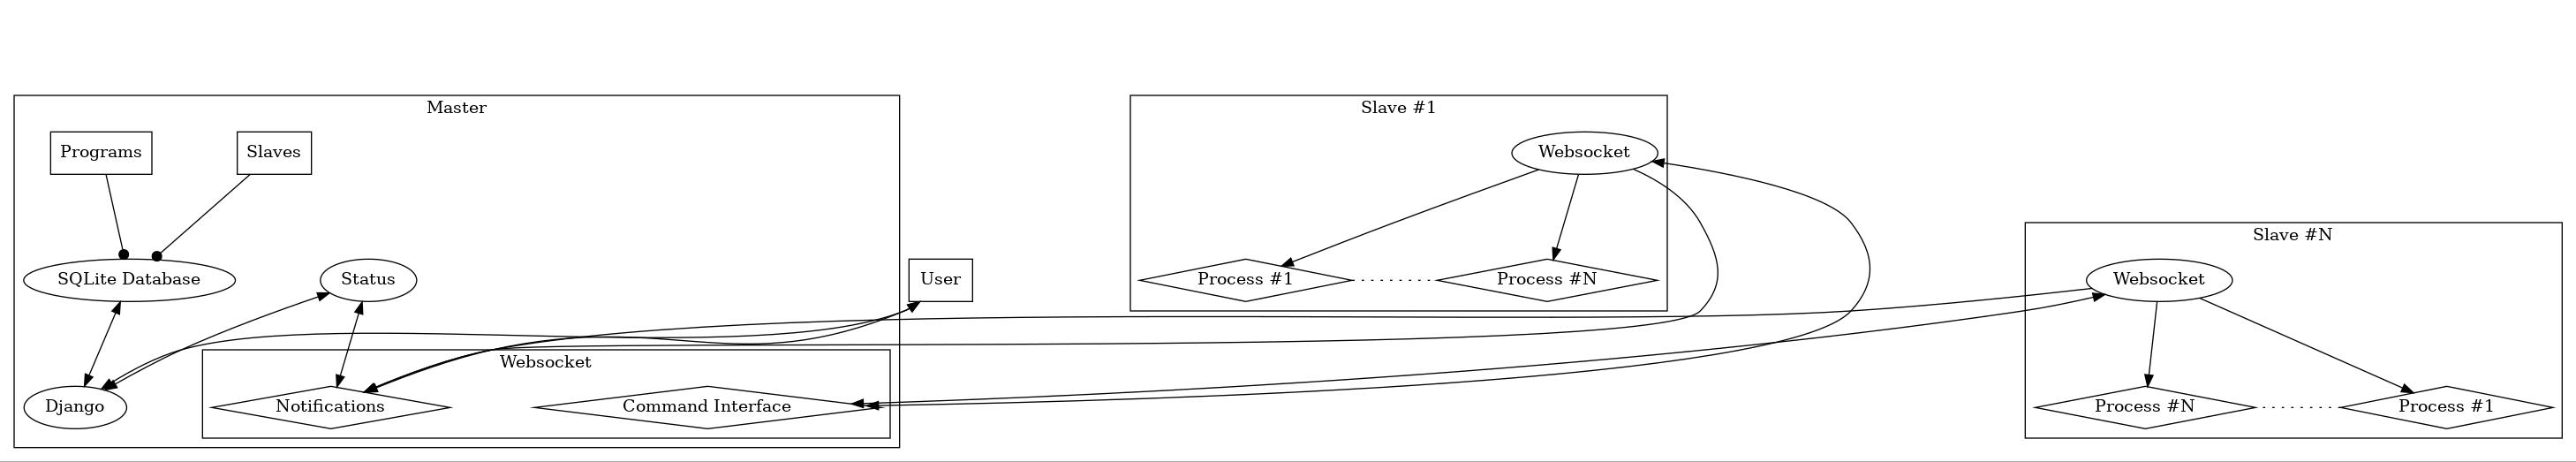 Master
Programs
Slaves
SQLite Database
Status
Websocket
Django
Notifications
Command Interface
User
Slave #1
Websocket
Process #1
Process #N
Slave #N
Websocket
Process #N
Process #1